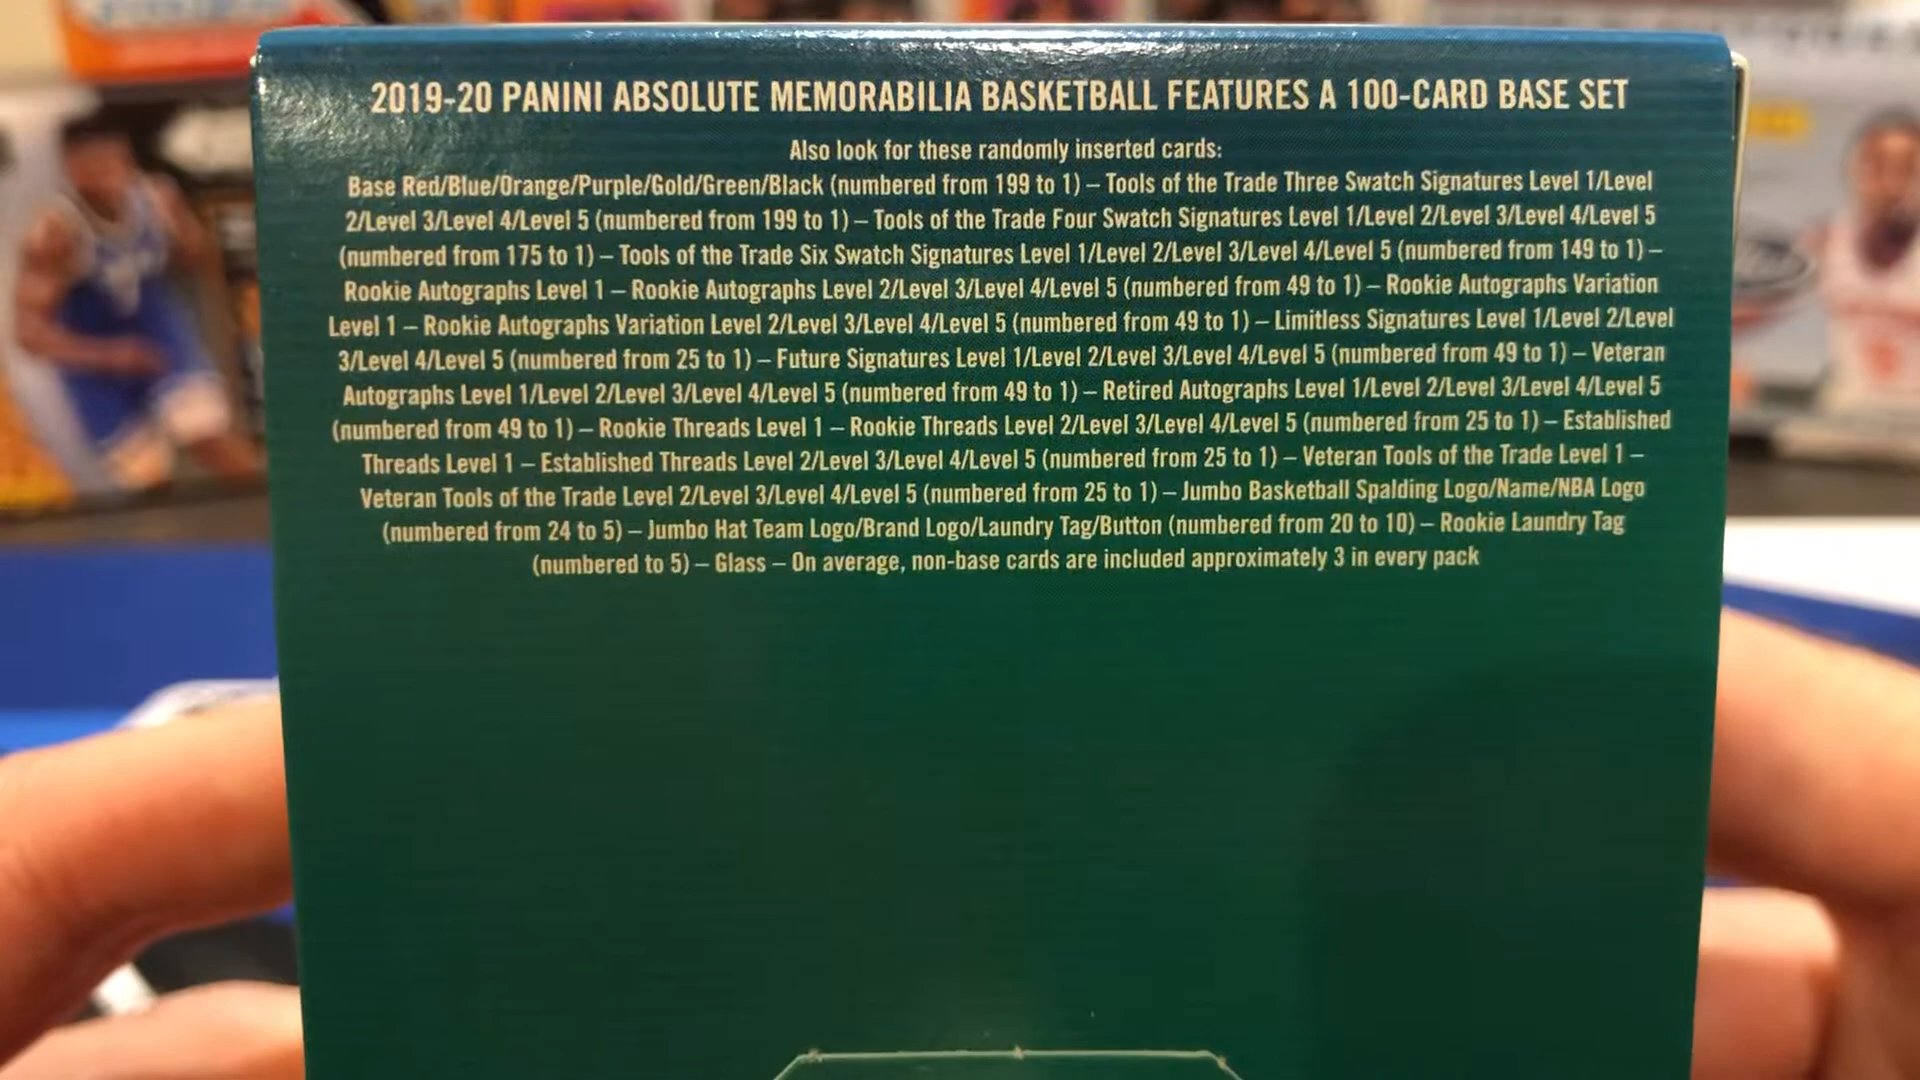 2019-20 PANINI ABSOLUTE MEMORABILIA BASKETBALL FEATURES A 100-CARD BASE SET
Also look for these randomly inserted cards:
Base Red/Blue/Orange/Purple/Gold/Green/Black (numbered from 199 to 1) – Tools of the Trade Three Swatch Signatures Level 1/Level
2/Level 3/Level 4/Level 5 (numbered from 199 to 1) – Tools of the Trade Four Swatch Signatures Level 1/Level 2/Level 3/Level 4/Level 5
(numbered from 175 to 1) – Tools of the Trade Six Swatch Signatures Level 1/Level 2/Level 3/Level 4/Level 5 (numbered from 149 to 1) –
Rookie Autographs Level 1 – Rookie Autographs Level 2/Level 3/Level 4/Level 5 (numbered from 49 to 1) – Rookie Autographs Variation
Level 1 – Rookie Autographs Variation Level 2/Level 3/Level 4/Level 5 (numbered from 49 to 1) – Limitless Signatures Level 1/Level 2/Level
3/Level 4/Level 5 (numbered from 25 to 1) – Future Signatures Level 1/Level 2/Level 3/Level 4/Level 5 (numbered from 49 to 1) – Veteran
Autographs Level 1/Level 2/Level 3/Level 4/Level 5 (numbered from 49 to 1) – Retired Autographs Level 1/Level 2/Level 3/Level 4/Level 5
(numbered from 49 to 1) – Rookie Threads Level 1 – Rookie Threads Level 2/Level 3/Level 4/Level 5 (numbered from 25 to 1) – Established
Threads Level 1 – Established Threads Level 2/Level 3/Level 4/Level 5 (numbered from 25 to 1) – Veteran Tools of the Trade Level 1 –
Veteran Tools of the Trade Level 2/Level 3/Level 4/Level 5 (numbered from 25 to 1) – Jumbo Basketball Spalding Logo/Name/NBA Logo
(numbered from 24 to 5) – Jumbo Hat Team Logo/Brand Logo/Laundry Tag/Button (numbered from 20 to 10) – Rookie Laundry Tag
(numbered to 5) – Glass – On average, non-base cards are included approximately 3 in every pack